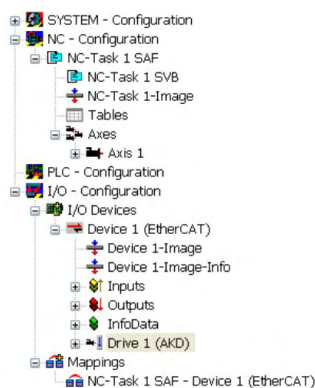 SYSTEM - Configuration
NC - Configuration
NC-Task 1 SAF
NC-Task 1 SVB
NC-Task 1-Image
Tables
Axes
Axis 1
PLC - Configuration
I/O - Configuration
I/O Devices
Device 1 (EtherCAT)
Device 1-Image
Device 1-Image-Info
Inputs
Outputs
InfoData
Drive 1 (AKD)
Mappings
NC-Task 1 SAF - Device 1 (EtherCAT)